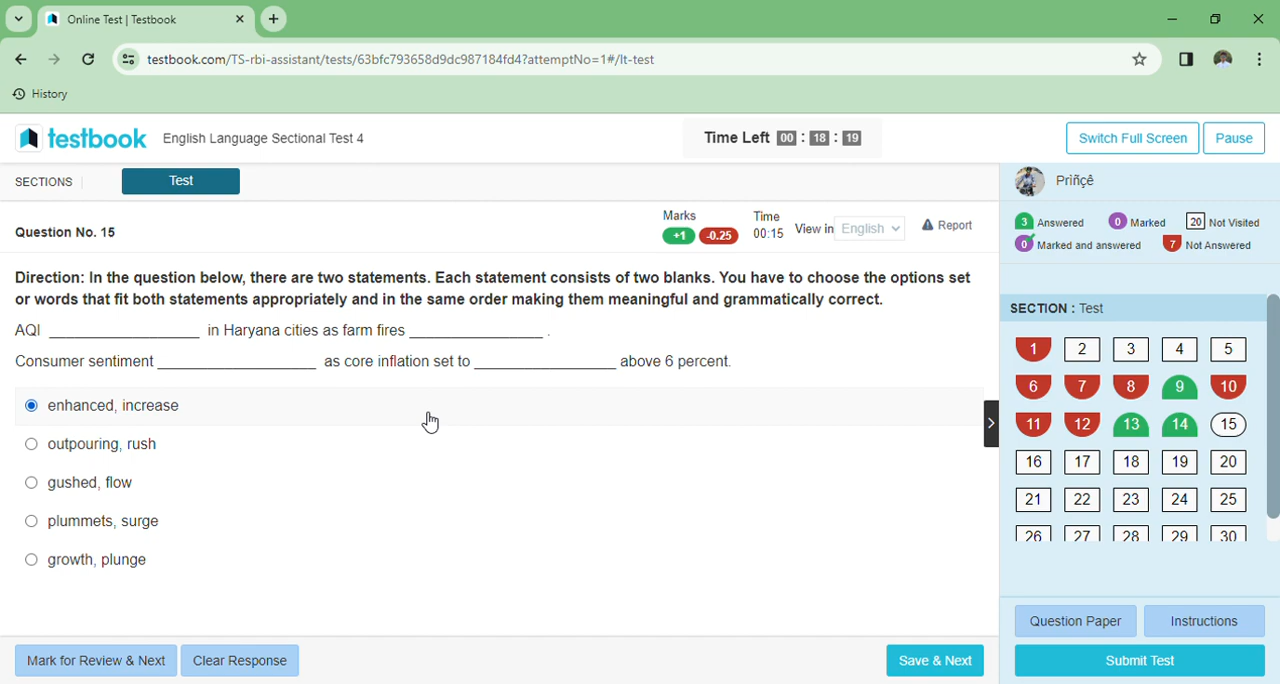 Online Test | Testbook
testbook.com/TS-rbi-assistant/tests/63bfc793658d9dc987184fd4?attemptNo=1#/lt-test
History
testbook English Language Sectional Test 4 Time Left 00 : 18 : 19 Switch Full Screen Pause
SECTIONS Test
Priñçê
Question No. 15
Marks
+1 -0.25
Time
00:15
View in English
Report
3 Answered 0 Marked 20 Not Visited
0 Marked and answered 7 Not Answered
Direction: In the question below, there are two statements. Each statement consists of two blanks. You have to choose the options set
or words that fit both statements appropriately and in the same order making them meaningful and grammatically correct.
AQI __________________ in Haryana cities as farm fires ________________ .
Consumer sentiment ___________________ as core inflation set to _________________ above 6 percent.
enhanced, increase
outpouring, rush
gushed, flow
plummets, surge
growth, plunge
SECTION : Test
1 2 3 4 5
6 7 8 9 10
11 12 13 14 15
16 17 18 19 20
21 22 23 24 25
26 27 28 29 30
Question Paper Instructions
Mark for Review & Next Clear Response Save & Next Submit Test